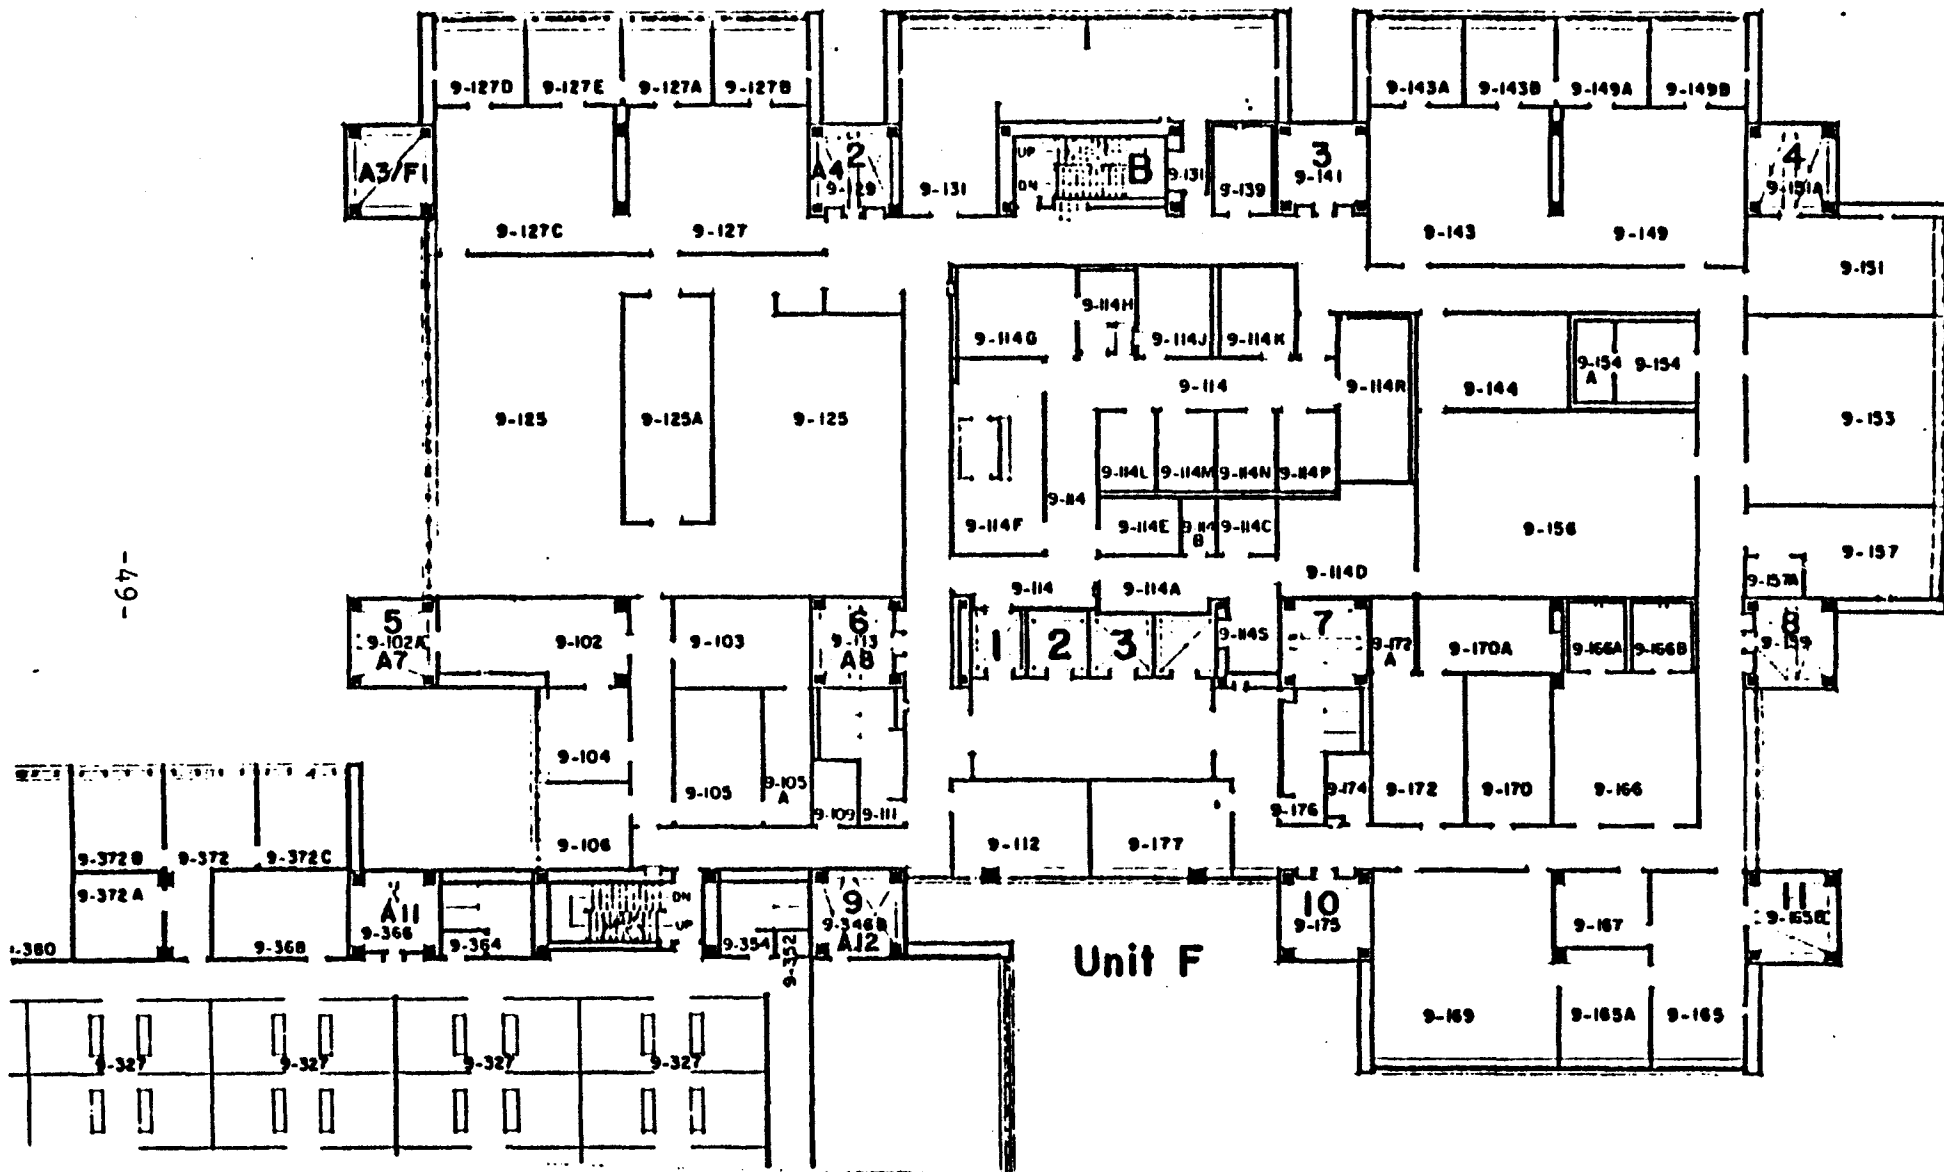 9-127D 9-127E 9-127A 9-127B
9-143A 9-143B 9-149A 9-149B
A3/F1
2
A4
9-129
9-131
UP
DN
B
9-131
9-139
3
9-141
4
9-151A
9-127C 9-127
9-143 9-149
9-151
9-114G 9-114H 9-114J 9-114K
9-114 9-114R 9-144
9-154
A
9-154
9-125 9-125A 9-125
9-153
9-114L 9-114M 9-114N 9-114P
9-114
9-114F 9-114E
9-114
B
9-114C
9-156
9-157
-49-
9-114 9-114A 9-114D
9-157A
5
9-102A
A7
9-102 9-103
6
9-113
A8
1 2 3
9-114S
7
9-172
A
9-170A
9-166A 9-166B
8
9-159
9-104
9-105
9-105
A
9-109 9-111
9-176 9-174
9-172 9-170 9-166
9-106
9-112 9-177
9-372B 9-372 9-372C
9-372A
9-368
A11
9-366
9-364
DN
UP
9-354
9-352
9
9-346B
A12
Unit F
10
9-175
9-167
11
9-165B
9-169 9-165A 9-165
9-327 9-327 9-327 9-327